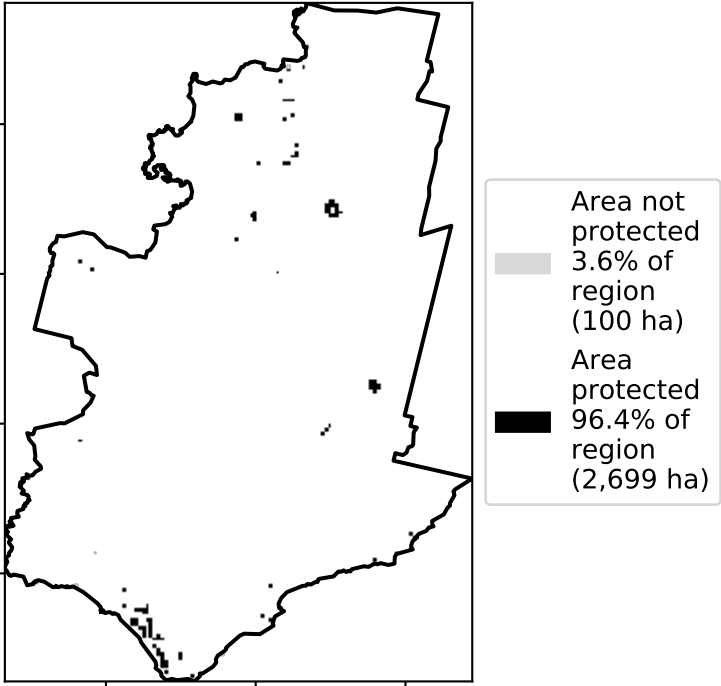 Area not
protected
3.6% of
region
(100 ha)
Area
protected
96.4% of
region
(2,699 ha)